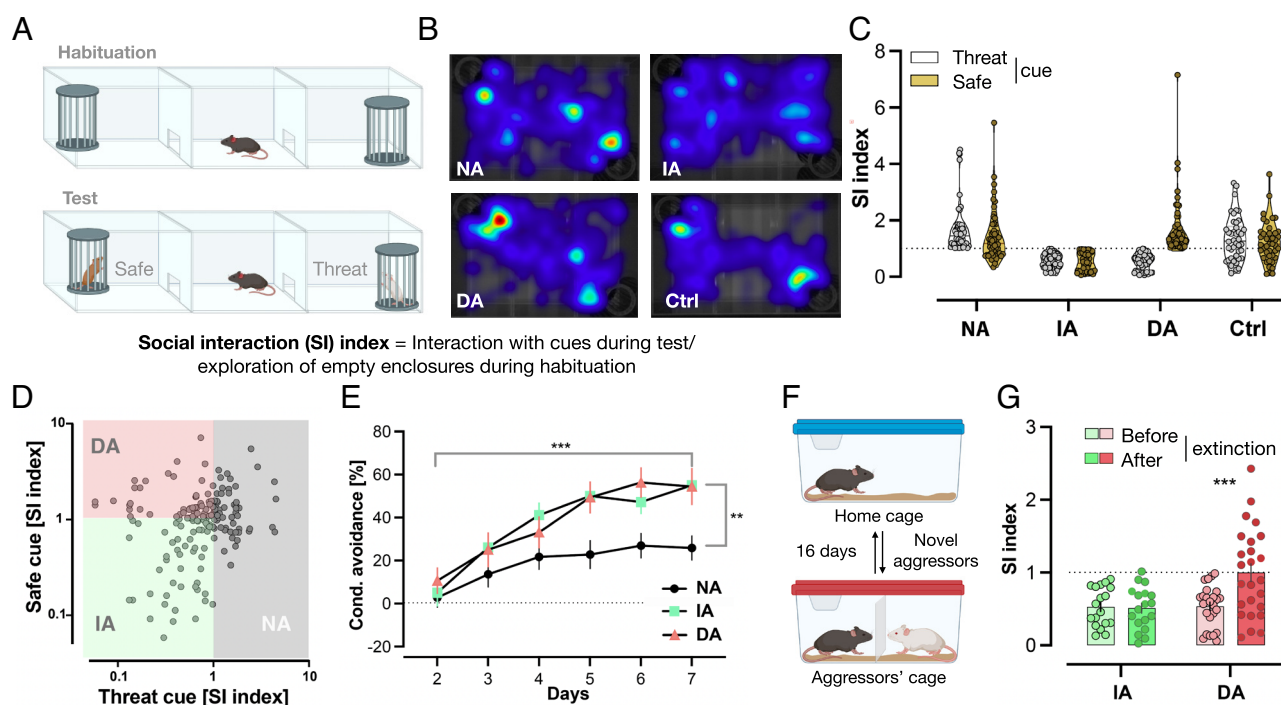 A
Habituation
Test
Safe
Threat
Social interaction (SI) index = Interaction with cues during test/
exploration of empty enclosures during habituation
B
NA
IA
DA
Ctrl
C
8
6
4
2
0
SI index
*
Threat
Safe
cue
NA
IA
DA
Ctrl
D
10
1
0.1
Safe cue [SI index]
DA
IA
NA
0.1
1
10
Threat cue [SI index]
E
80
60
40
20
0
-20
Cond. avoidance [%]
***
**
NA
IA
DA
2
3
4
5
6
7
Days
F
Home cage
16 days
Novel
aggressors
Aggressors' cage
G
3
2
1
0
SI index
Before
After
extinction
***
IA
DA